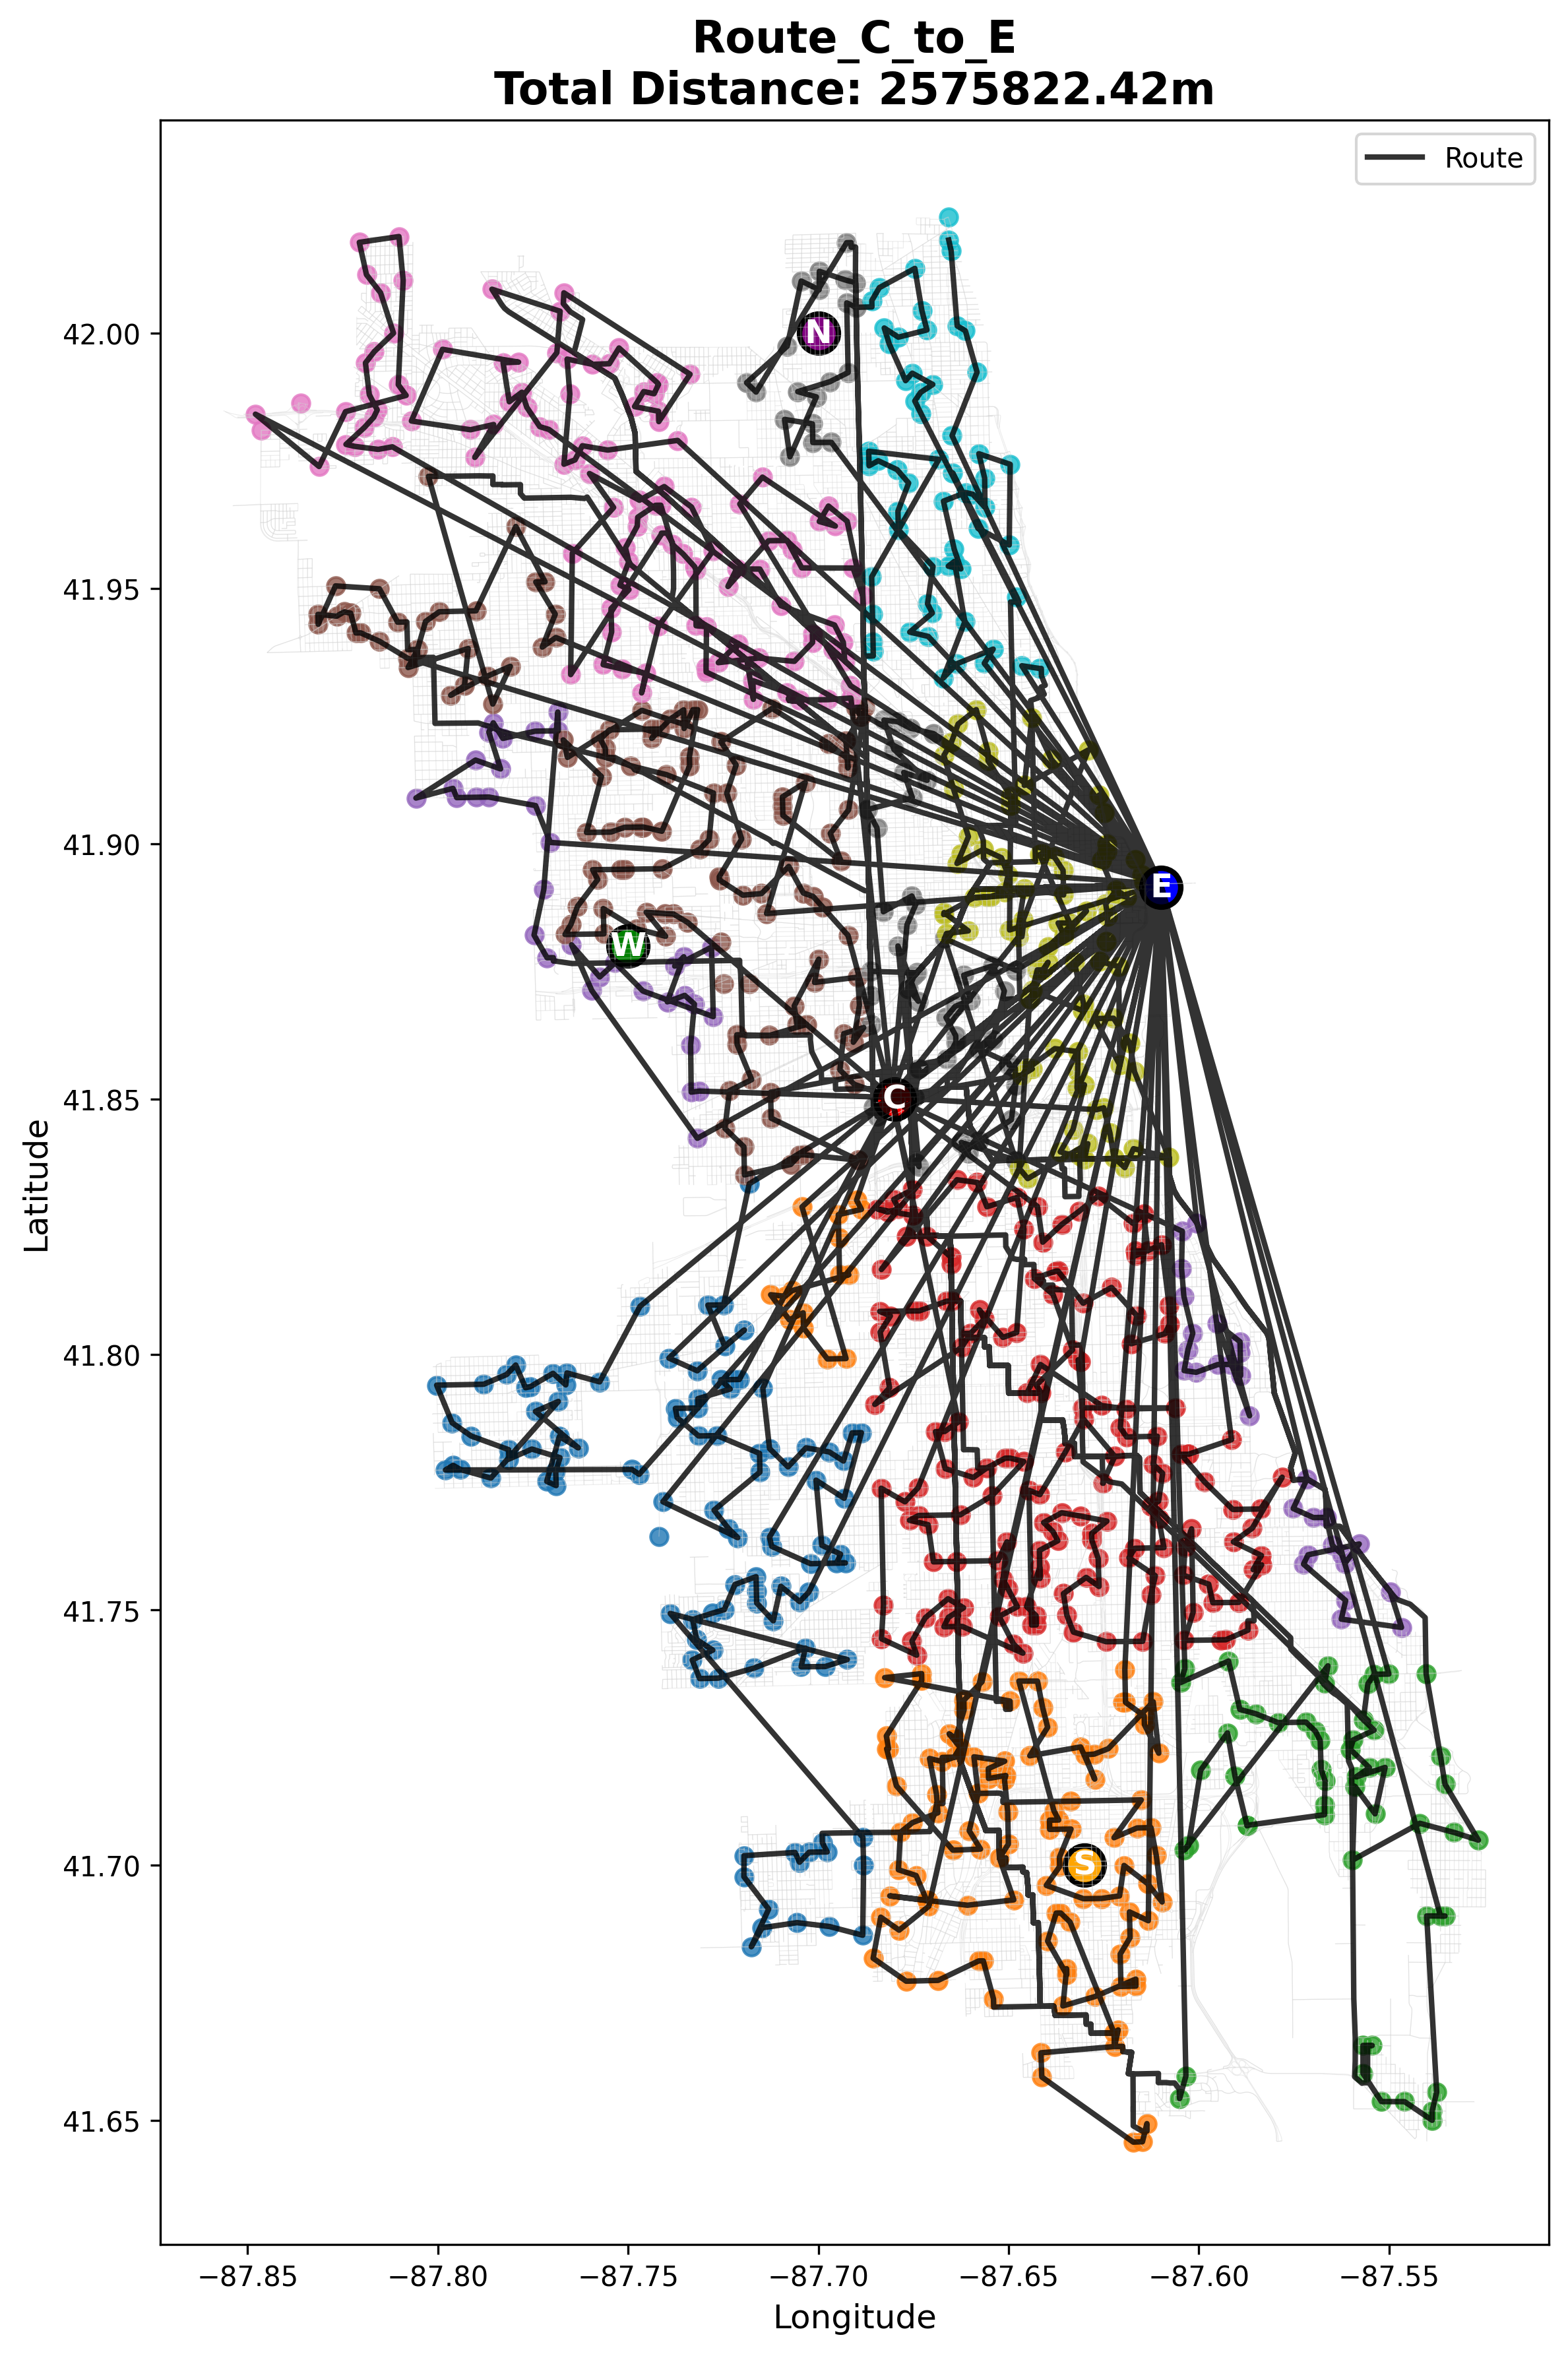 Route_C_to_E
Total Distance: 2575822.42m
Route
N
E
W
C
S
42.00
41.95
41.90
41.85
41.80
41.75
41.70
41.65
Latitude
−87.85 −87.80 −87.75 −87.70 −87.65 −87.60 −87.55
Longitude